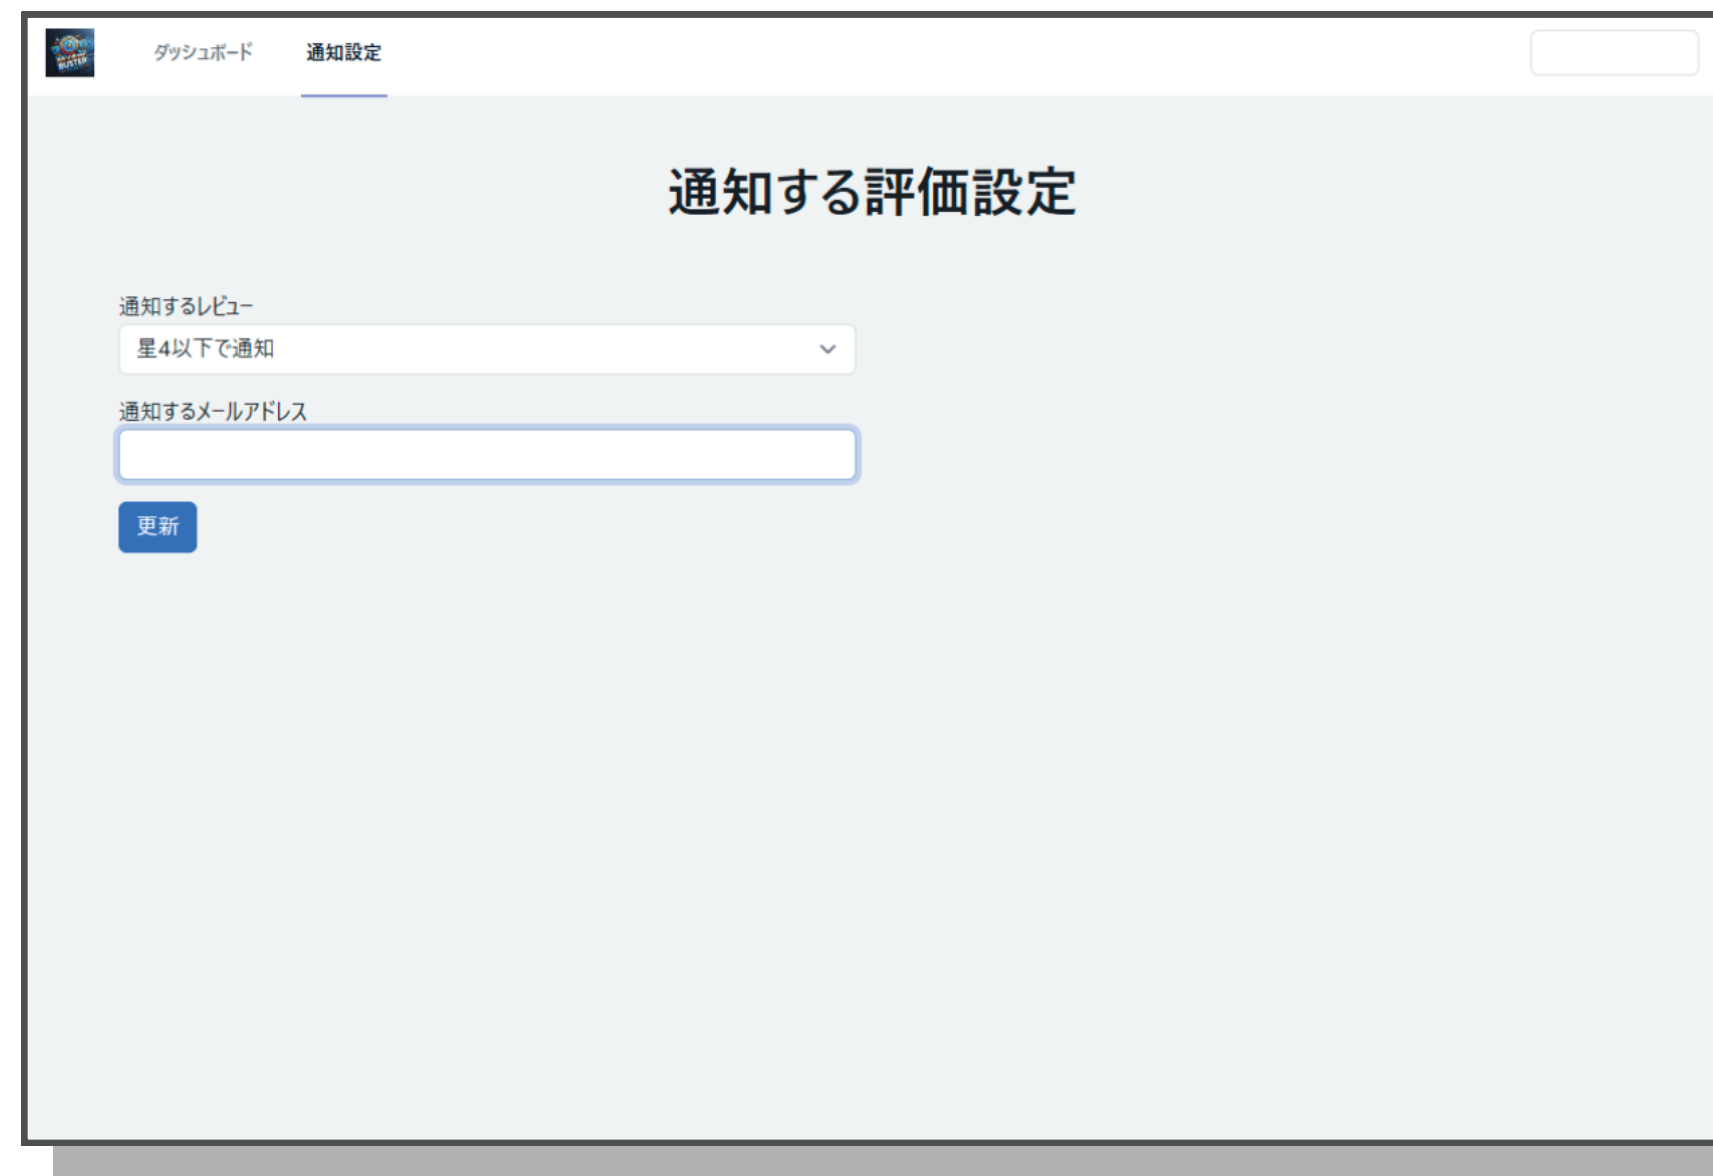 ダッシュボード
通知設定
通知する評価設定
通知するレビュー
星4以下で通知
通知するメールアドレス
更新